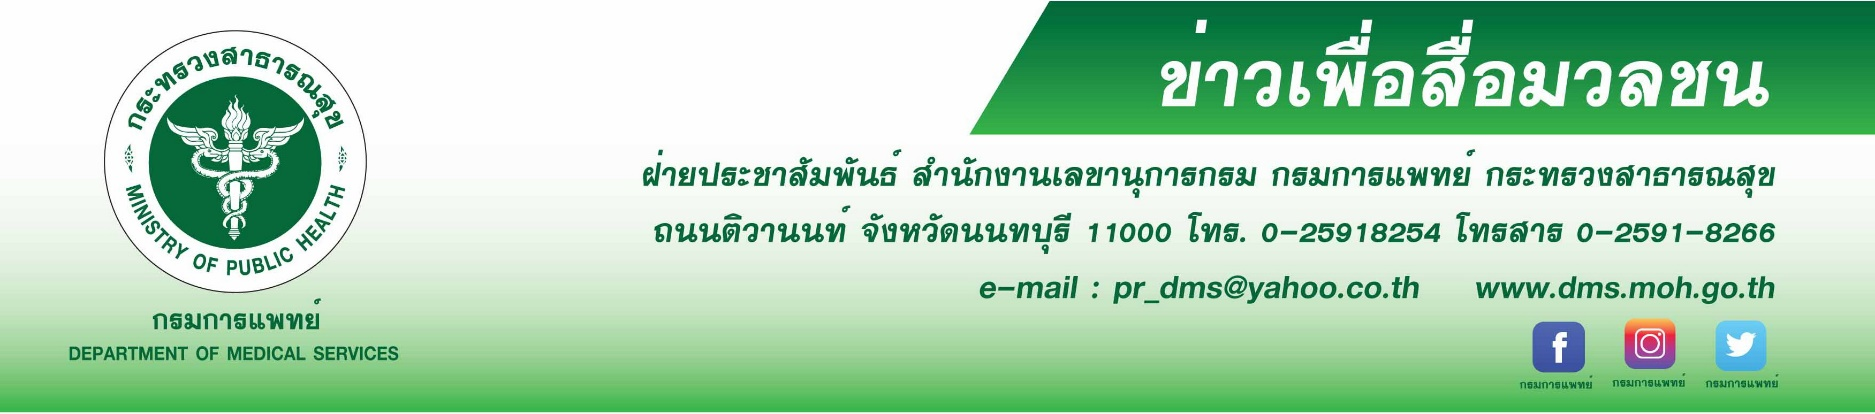 กระทรวงสาธารณสุข
MINISTRY OF PUBLIC HEALTH
กรมการแพทย์
DEPARTMENT OF MEDICAL SERVICES
ข่าวเพื่อสื่อมวลชน
ฝ่ายประชาสัมพันธ์ สำนักงานเลขานุการกรม กรมการแพทย์ กระทรวงสาธารณสุข
ถนนติวานนท์ จังหวัดนนทบุรี 11000 โทร. 0-25918254 โทรสาร 0-2591-8266
e-mail : pr_dms@yahoo.co.th www.dms.moh.go.th
กรมการแพทย์ กรมการแพทย์ กรมการแพทย์